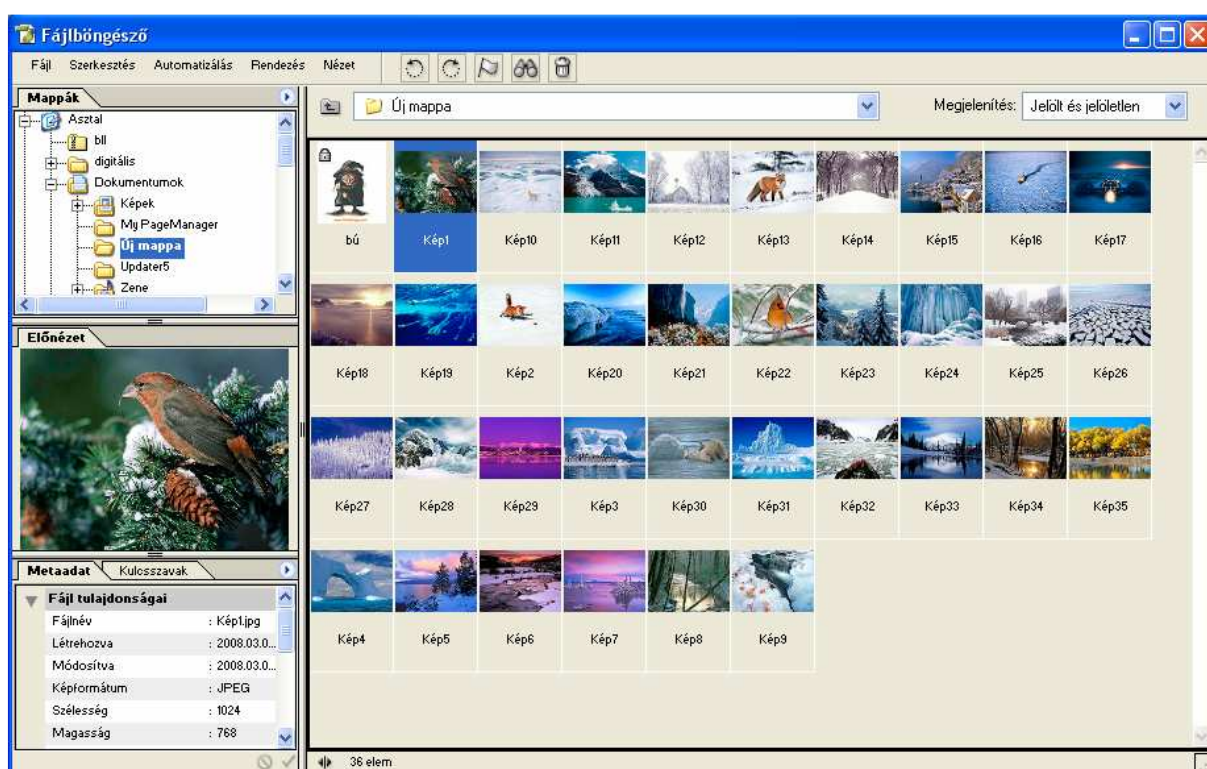 Fájlböngésző
Fájl Szerkesztés Automatizálás Rendezés Nézet
Mappák
Asztal
bll
digitális
Dokumentumok
Képek
My PageManager
Új mappa
Updater5
Zene
Új mappa
Megjelenítés: Jelölt és jelöletlen
bú Kép1 Kép10 Kép11 Kép12 Kép13 Kép14 Kép15 Kép16 Kép17
Kép18 Kép19 Kép2 Kép20 Kép21 Kép22 Kép23 Kép24 Kép25 Kép26
Kép27 Kép28 Kép29 Kép3 Kép30 Kép31 Kép32 Kép33 Kép34 Kép35
Kép4 Kép5 Kép6 Kép7 Kép8 Kép9
Előnézet
Metaadat Kulcsszavak
Fájl tulajdonságai
Fájlnév : Kép1.jpg
Létrehozva : 2008.03.0...
Módosítva : 2008.03.0...
Képformátum : JPEG
Szélesség : 1024
Magasság : 768
36 elem